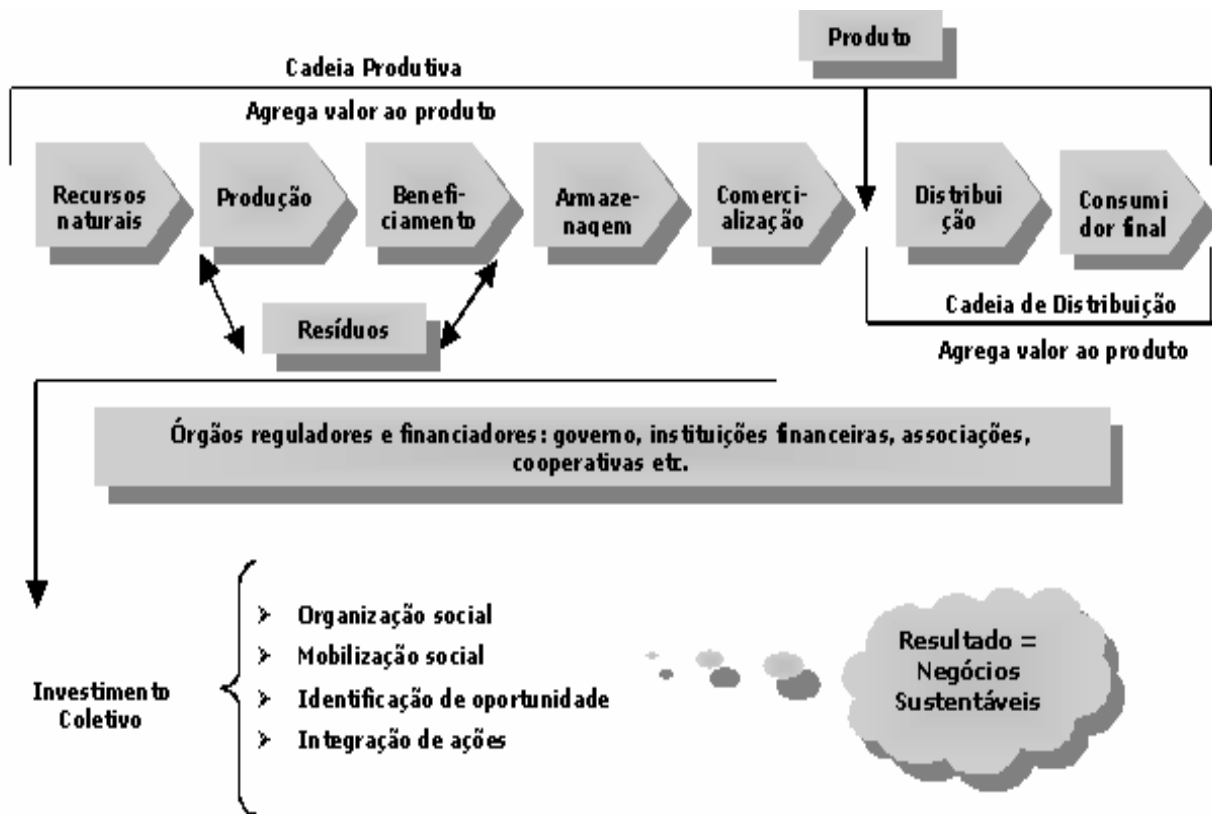 Produto
Cadeia Produtiva
Agrega valor ao produto
Recursos
naturais
Produção
Benefi-
ciamento
Armaze-
nagem
Comerci-
alização
Distribui
ção
Consumi
dor final
Resíduos
Cadeia de Distribuição
Agrega valor ao produto
Órgãos reguladores e financiadores: governo, instituições financeiras, associações,
cooperativas etc.
Investimento
Coletivo
➢ Organização social
➢ Mobilização social
➢ Identificação de oportunidade
➢ Integração de ações
Resultado =
Negócios
Sustentáveis